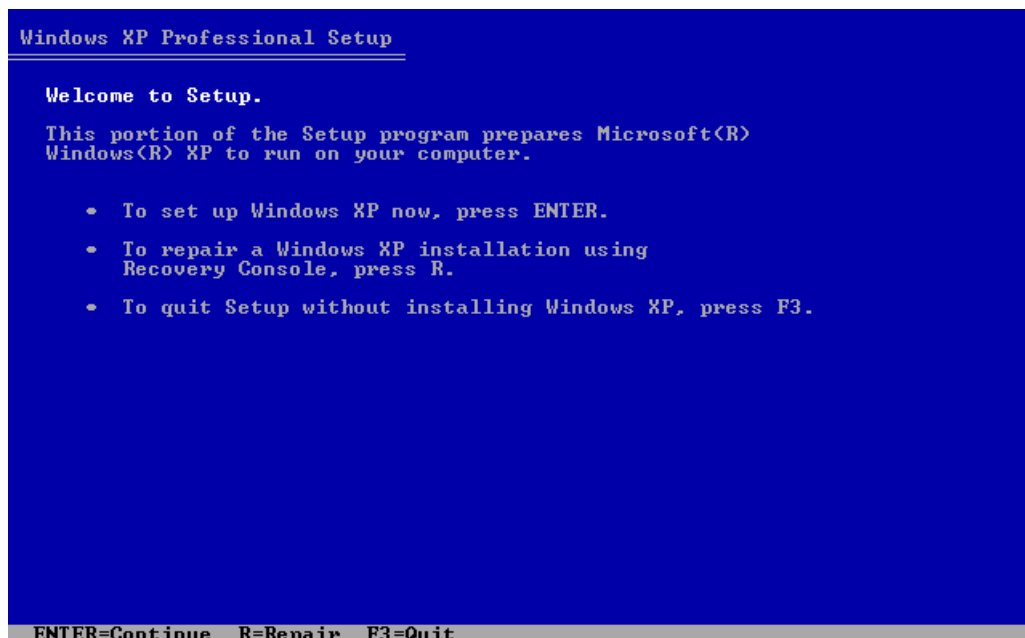 Windows XP Professional Setup
Welcome to Setup.
This portion of the Setup program prepares Microsoft(R)
Windows(R) XP to run on your computer.
• To set up Windows XP now, press ENTER.
• To repair a Windows XP installation using
Recovery Console, press R.
• To quit Setup without installing Windows XP, press F3.
ENTER=Continue R=Repair F3=Quit